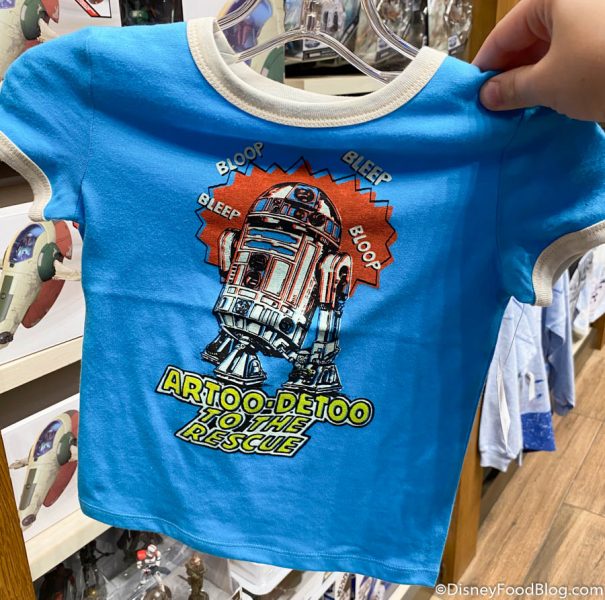 BLOOP
BLEEP
BLEEP
BLOOP
ARTOO-DETOO
TO THE
RESCUE
©DisneyFoodBlog.com